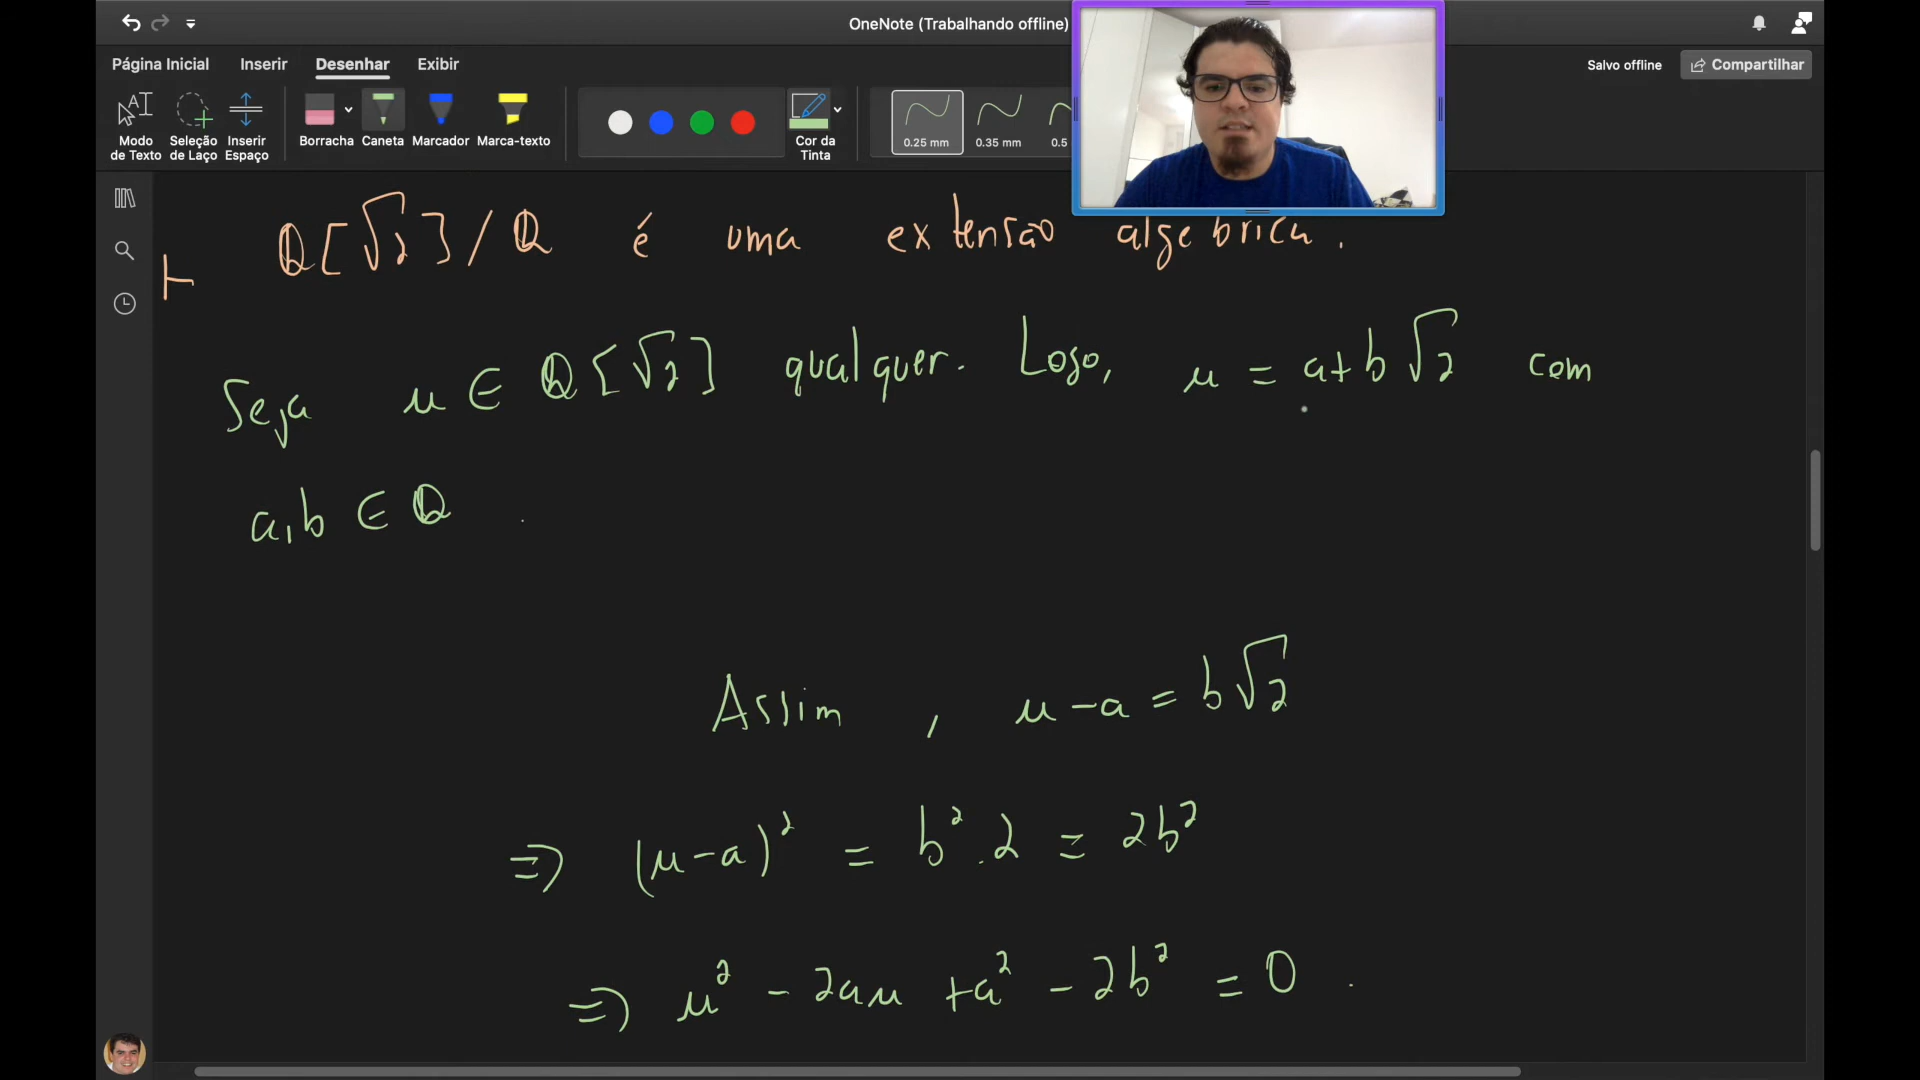 OneNote (Trabalhando offline)
Página Inicial Inserir Desenhar Exibir
Salvo offline Compartilhar
Modo de Texto
Seleção de Laço
Inserir Espaço
Borracha Caneta Marcador Marca-texto
Cor da Tinta
0.25 mm 0.35 mm 0.5
ℚ[√2]/ℚ é uma extensão algébrica.
Seja u ∈ ℚ[√2] qualquer. Logo, u = a+b√2 com
a,b ∈ ℚ.
Assim, u-a = b√2
⇒ (u-a)² = b².2 = 2b²
⇒ u² - 2au + a² - 2b² = 0.